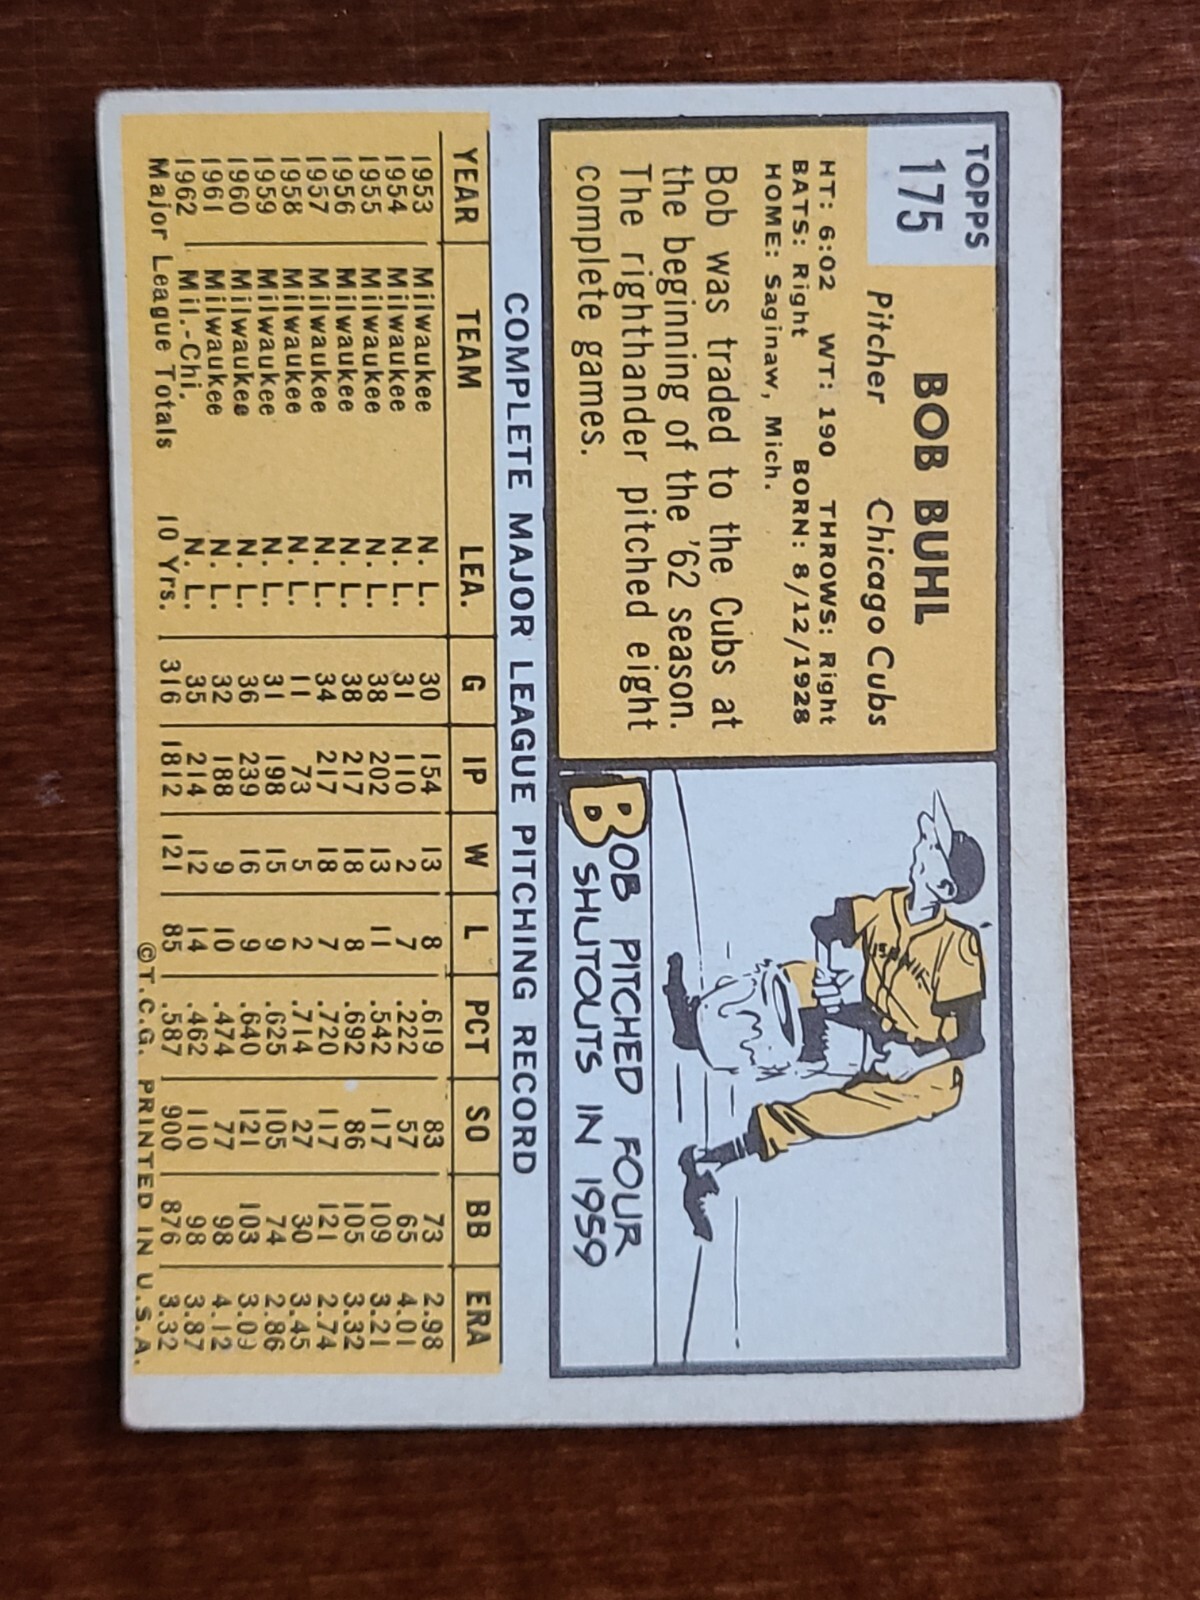 TOPPS
175
BOB BUHL
Pitcher Chicago Cubs
HT: 6:02 WT: 190 THROWS: Right
BATS: Right BORN: 8/12/1928
HOME: Saginaw, Mich.
Bob was traded to the Cubs at
the beginning of the '62 season.
The righthander pitched eight
complete games.
BOB PITCHED FOUR
SHUTOUTS IN 1959
COMPLETE MAJOR LEAGUE PITCHING RECORD
YEAR TEAM LEA. G IP W L PCT SO BB ERA
1953 Milwaukee N. L. 30 154 13 8 .619 83 73 2.98
1954 Milwaukee N. L. 31 110 2 7 .222 57 65 4.01
1955 Milwaukee N. L. 38 202 13 11 .542 117 109 3.21
1956 Milwaukee N. L. 38 217 18 8 .692 86 105 3.32
1957 Milwaukee N. L. 34 217 18 7 .720 117 121 2.74
1958 Milwaukee N. L. 11 73 5 2 .714 27 30 3.45
1959 Milwaukee N. L. 31 198 15 9 .625 105 74 2.86
1960 Milwaukee N. L. 36 239 16 9 .640 121 103 3.09
1961 Milwaukee N. L. 32 188 9 10 .474 77 98 4.12
1962 Mil.-Chi. N. L. 35 214 12 14 .462 110 98 3.87
Major League Totals 10 Yrs. 316 1812 121 85 .587 900 876 3.32
©T.C.G. PRINTED IN U.S.A.